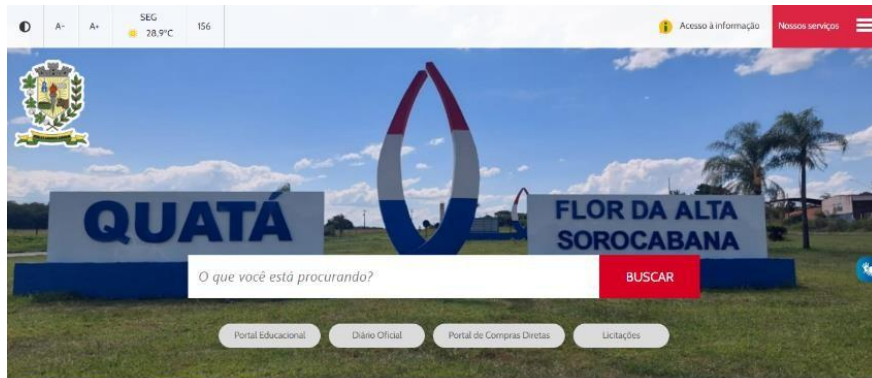 A- A+ SEG 28,9°C 156 Acesso à informação Nossos serviços
QUATÁ
FLOR DA ALTA
SOROCABANA
O que você está procurando? BUSCAR
Portal Educacional Diário Oficial Portal de Compras Diretas Licitações